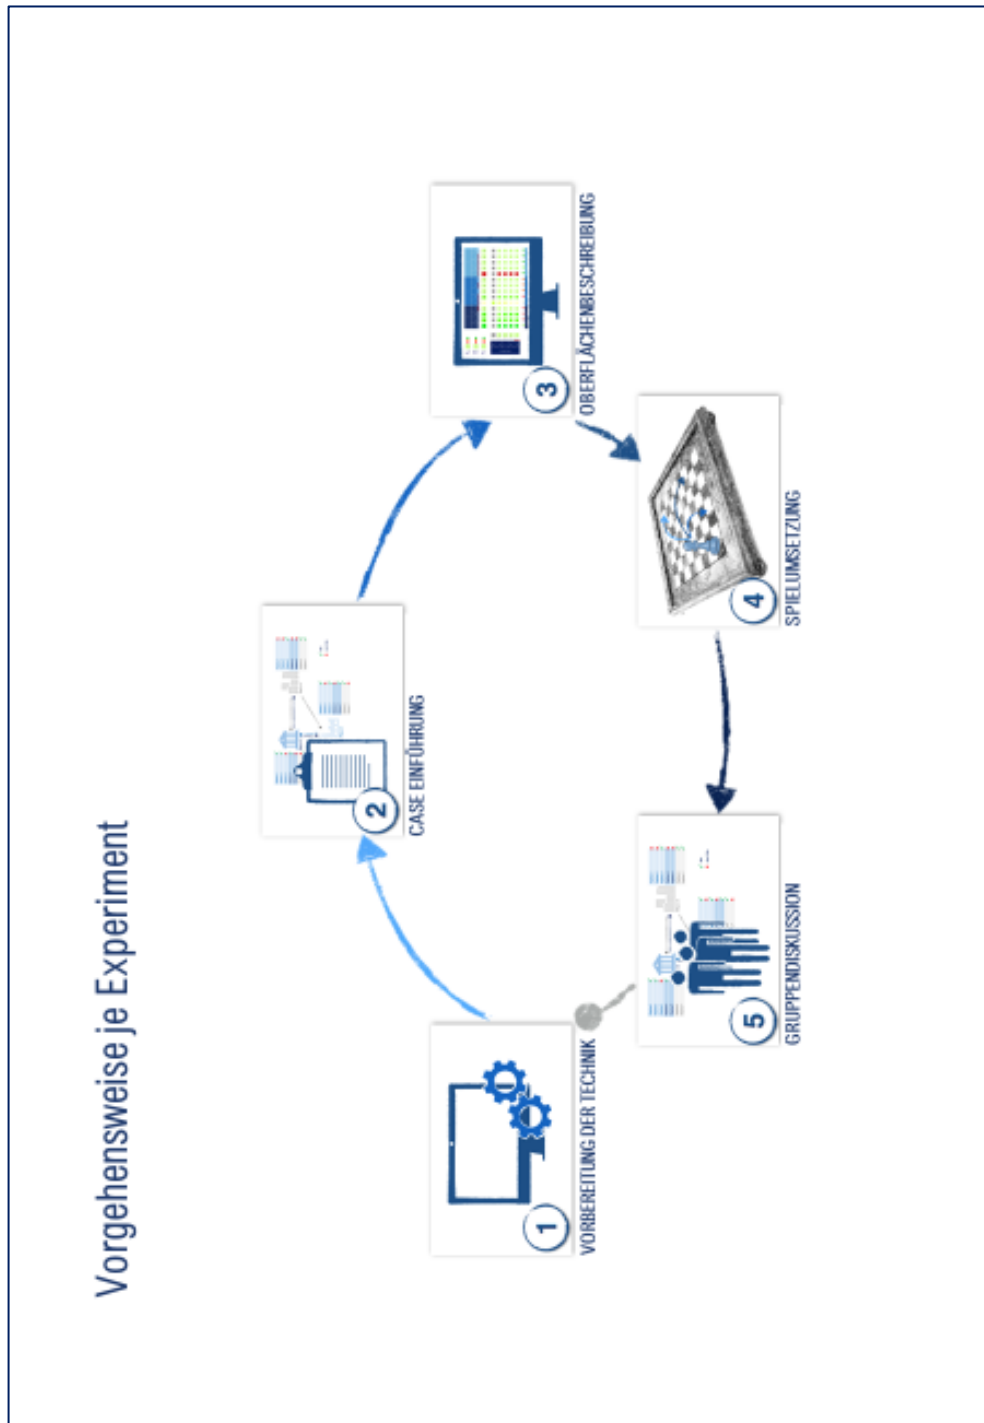 Vorgehensweise je Experiment
1
VORBEREITUNG DER TECHNIK
2
CASE EINFÜHRUNG
3
OBERFLÄCHENBESCHREIBUNG
4
SPIELUMSETZUNG
5
GRUPPENDISKUSSION